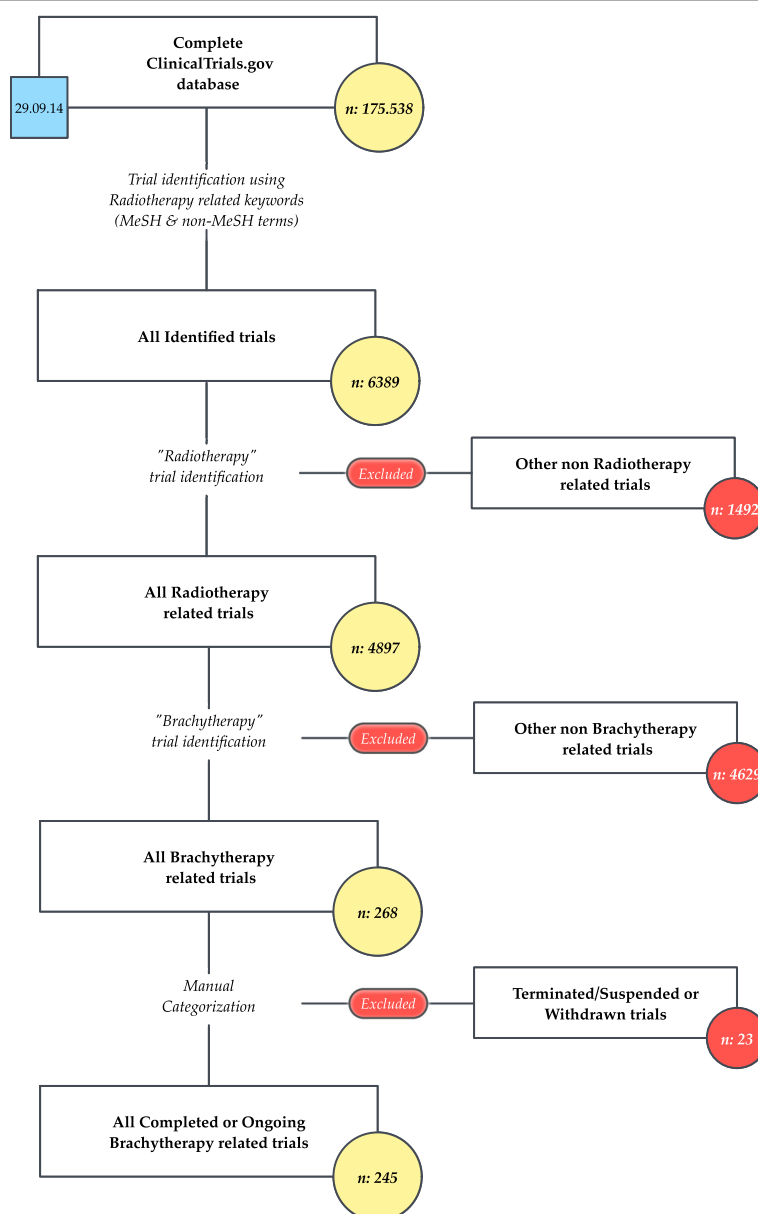 Complete
ClinicalTrials.gov
database
29.09.14
n: 175.538
Trial identification using
Radiotherapy related keywords
(MeSH & non-MeSH terms)
All Identified trials
n: 6389
"Radiotherapy"
trial identification
Excluded
Other non Radiotherapy
related trials
n: 1492
All Radiotherapy
related trials
n: 4897
"Brachytherapy"
trial identification
Excluded
Other non Brachytherapy
related trials
n: 4629
All Brachytherapy
related trials
n: 268
Manual
Categorization
Excluded
Terminated/Suspended or
Withdrawn trials
n: 23
All Completed or Ongoing
Brachytherapy related trials
n: 245